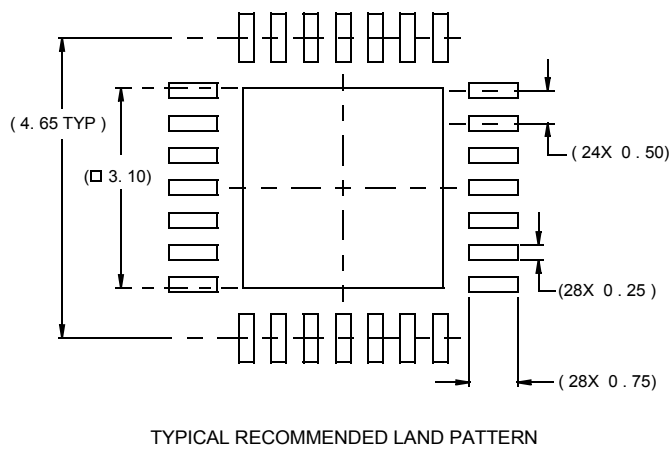 ( 4. 65 TYP )
( 24X 0 . 50)
(□ 3. 10)
(28X 0. 25 )
( 28X 0. 75)
TYPICAL RECOMMENDED LAND PATTERN